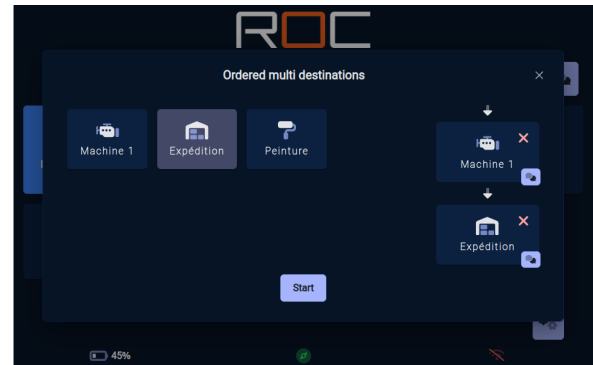 ROC
Ordered multi destinations
Machine 1
Expédition
Peinture
Machine 1
Expédition
Start
45%